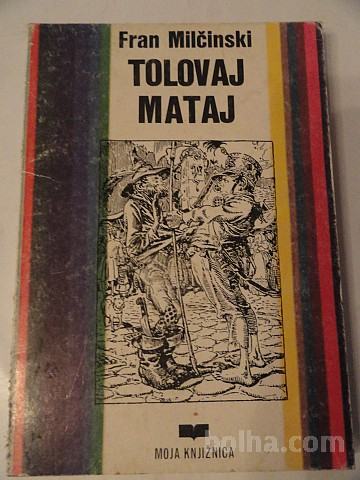 Fran Milčinski
TOLOVAJ
MATAJ
MOJA KNJIŽNICA
bolha.com